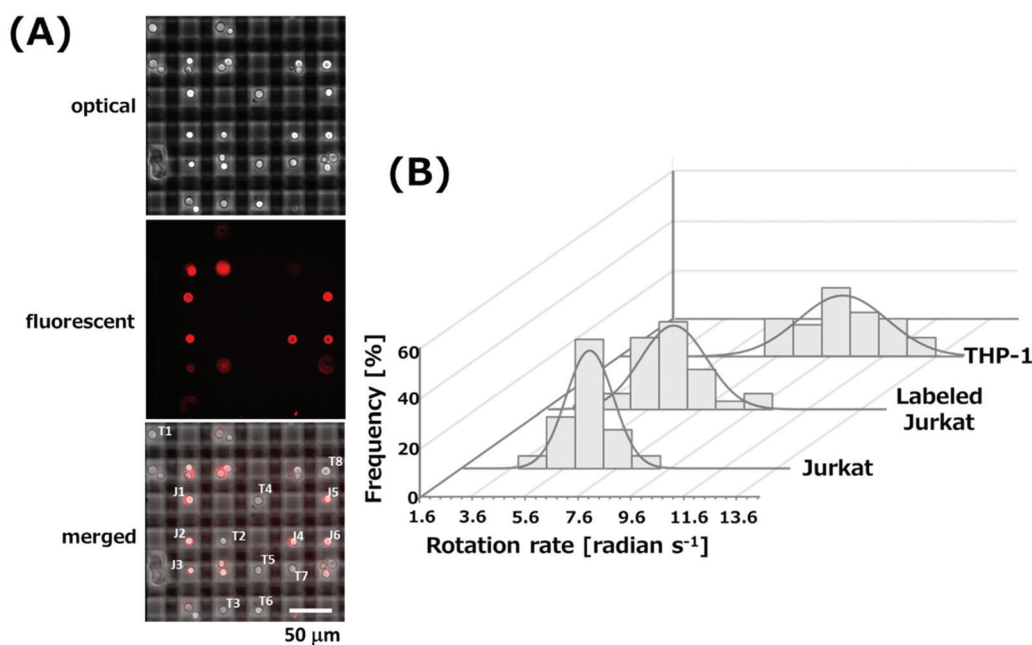 (A)
optical
fluorescent
merged
T1
T8
J1
T4
J5
J2
T2
J4
J6
J3
T5
T7
T3
T6
50 μm
(B)
Frequency [%]
60
40
20
0
1.6 3.6 5.6 7.6 9.6 11.6 13.6
Rotation rate [radian s⁻¹]
THP-1
Labeled
Jurkat
Jurkat